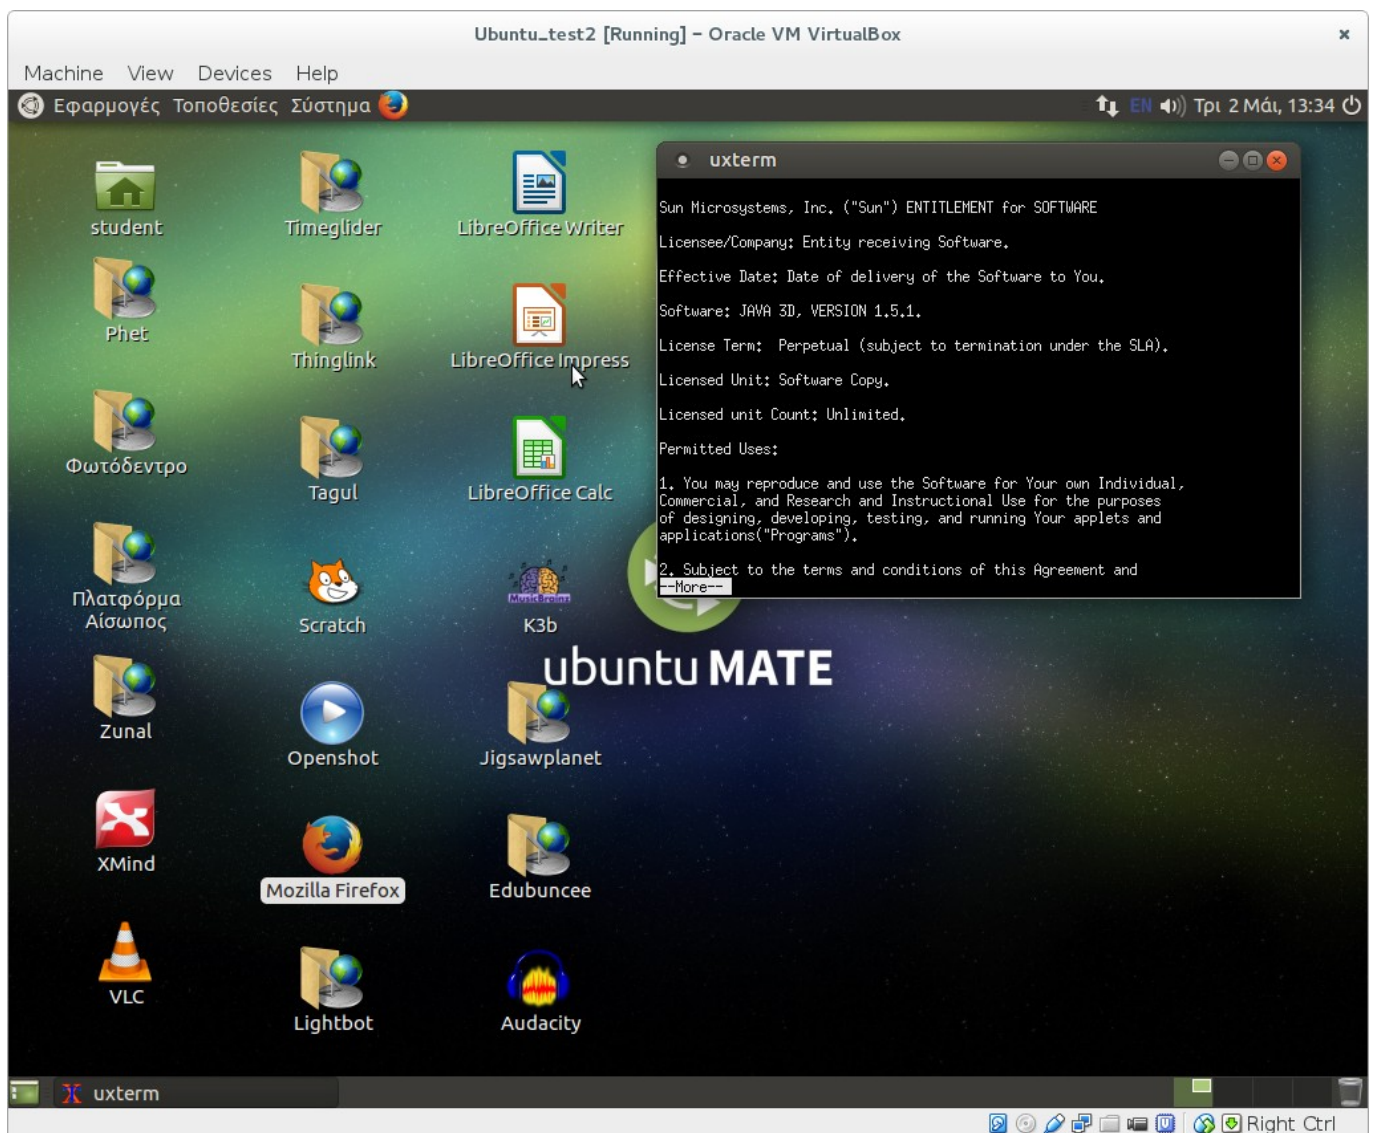 Ubuntu_test2 [Running] - Oracle VM VirtualBox
Machine View Devices Help
Εφαρμογές Τοποθεσίες Σύστημα
EN Τρι 2 Μάι, 13:34
student
Phet
Φωτόδεντρο
Πλατφόρμα
Αίσωπος
Zunal
XMind
VLC
Timeglider
Thinglink
Tagul
Scratch
Openshot
Mozilla Firefox
Lightbot
LibreOffice Writer
LibreOffice Impress
LibreOffice Calc
MusicBrainz
K3b
Jigsawplanet
Edubuncee
Audacity
uxterm
Sun Microsystems, Inc. ("Sun") ENTITLEMENT for SOFTWARE
Licensee/Company: Entity receiving Software.
Effective Date: Date of delivery of the Software to You.
Software: JAVA 3D, VERSION 1.5.1.
License Term: Perpetual (subject to termination under the SLA).
Licensed Unit: Software Copy.
Licensed unit Count: Unlimited.
Permitted Uses:
1. You may reproduce and use the Software for Your own Individual,
Commercial, and Research and Instructional Use for the purposes
of designing, developing, testing, and running Your applets and
applications("Programs").
2. Subject to the terms and conditions of this Agreement and
--More--
ubuntu MATE
uxterm
Right Ctrl